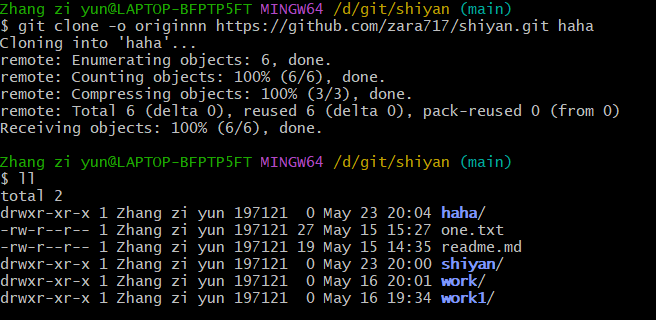 Zhang zi yun@LAPTOP-BFPTP5FT MINGW64 /d/git/shiyan (main)
$ git clone -o originnn https://github.com/zara717/shiyan.git haha
Cloning into 'haha'...
remote: Enumerating objects: 6, done.
remote: Counting objects: 100% (6/6), done.
remote: Compressing objects: 100% (3/3), done.
remote: Total 6 (delta 0), reused 6 (delta 0), pack-reused 0 (from 0)
Receiving objects: 100% (6/6), done.
Zhang zi yun@LAPTOP-BFPTP5FT MINGW64 /d/git/shiyan (main)
$ ll
total 2
drwxr-xr-x 1 Zhang zi yun 197121  0 May 23 20:04 haha/
-rw-r--r-- 1 Zhang zi yun 197121 27 May 15 15:27 one.txt
-rw-r--r-- 1 Zhang zi yun 197121 19 May 15 14:35 readme.md
drwxr-xr-x 1 Zhang zi yun 197121  0 May 23 20:00 shiyan/
drwxr-xr-x 1 Zhang zi yun 197121  0 May 16 20:01 work/
drwxr-xr-x 1 Zhang zi yun 197121  0 May 16 19:34 work1/